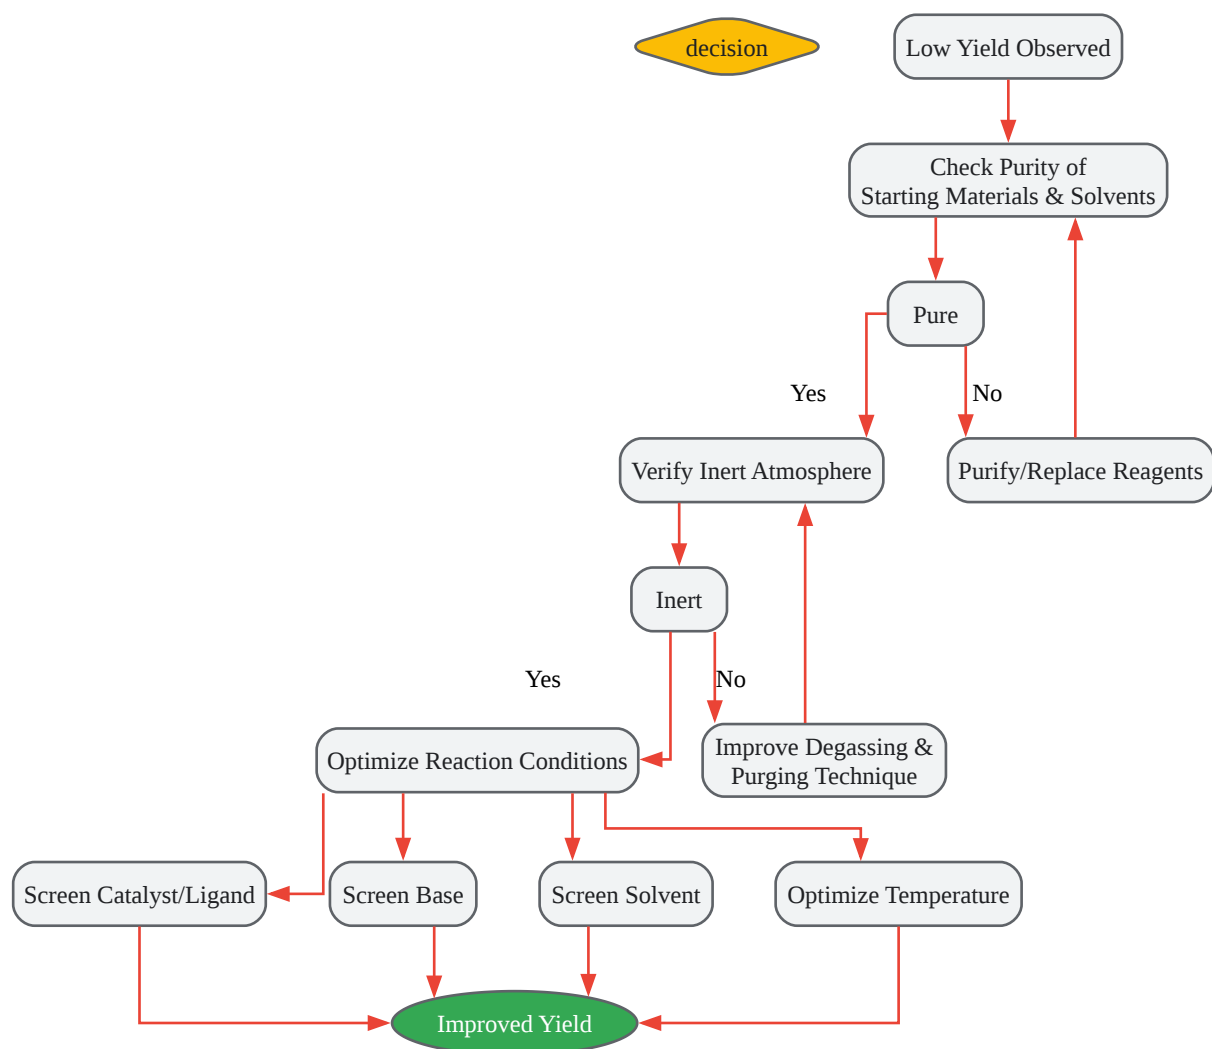 decision
Low Yield Observed
Check Purity of
Starting Materials & Solvents
Pure
Yes
No
Verify Inert Atmosphere
Purify/Replace Reagents
Inert
Yes
No
Optimize Reaction Conditions
Improve Degassing &
Purging Technique
Screen Catalyst/Ligand
Screen Base
Screen Solvent
Optimize Temperature
Improved Yield